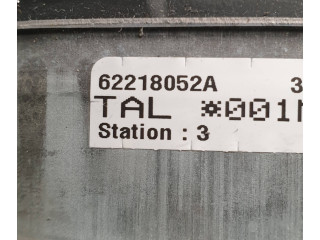 62218052A 3
TAL *001
Station : 3